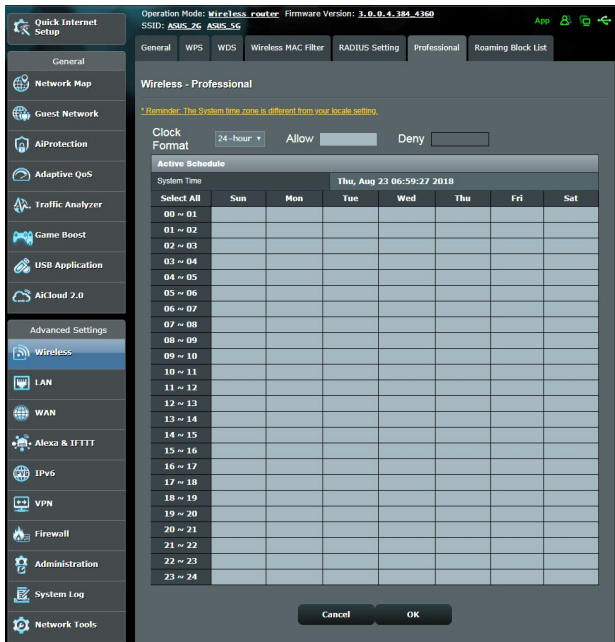 Quick Internet
Setup
General
Network Map
Guest Network
AiProtection
Adaptive QoS
Traffic Analyzer
Game Boost
USB Application
AiCloud 2.0
Advanced Settings
Wireless
LAN
WAN
Alexa & IFTTT
IPv6
VPN
Firewall
Administration
System Log
Network Tools
Operation Mode: Wireless router Firmware Version: 3.0.0.4.384_4360
SSID: ASUS_2G ASUS_5G
App
General WPS WDS Wireless MAC Filter RADIUS Setting Professional Roaming Block List
Wireless - Professional
* Reminder: The System time zone is different from your locale setting.
Clock
Format
24-hour
Allow
Deny
Active Schedule
System Time Thu, Aug 23 06:59:27 2018
Select All Sun Mon Tue Wed Thu Fri Sat
00 ~ 01
01 ~ 02
02 ~ 03
03 ~ 04
04 ~ 05
05 ~ 06
06 ~ 07
07 ~ 08
08 ~ 09
09 ~ 10
10 ~ 11
11 ~ 12
12 ~ 13
13 ~ 14
14 ~ 15
15 ~ 16
16 ~ 17
17 ~ 18
18 ~ 19
19 ~ 20
20 ~ 21
21 ~ 22
22 ~ 23
23 ~ 24
Cancel OK